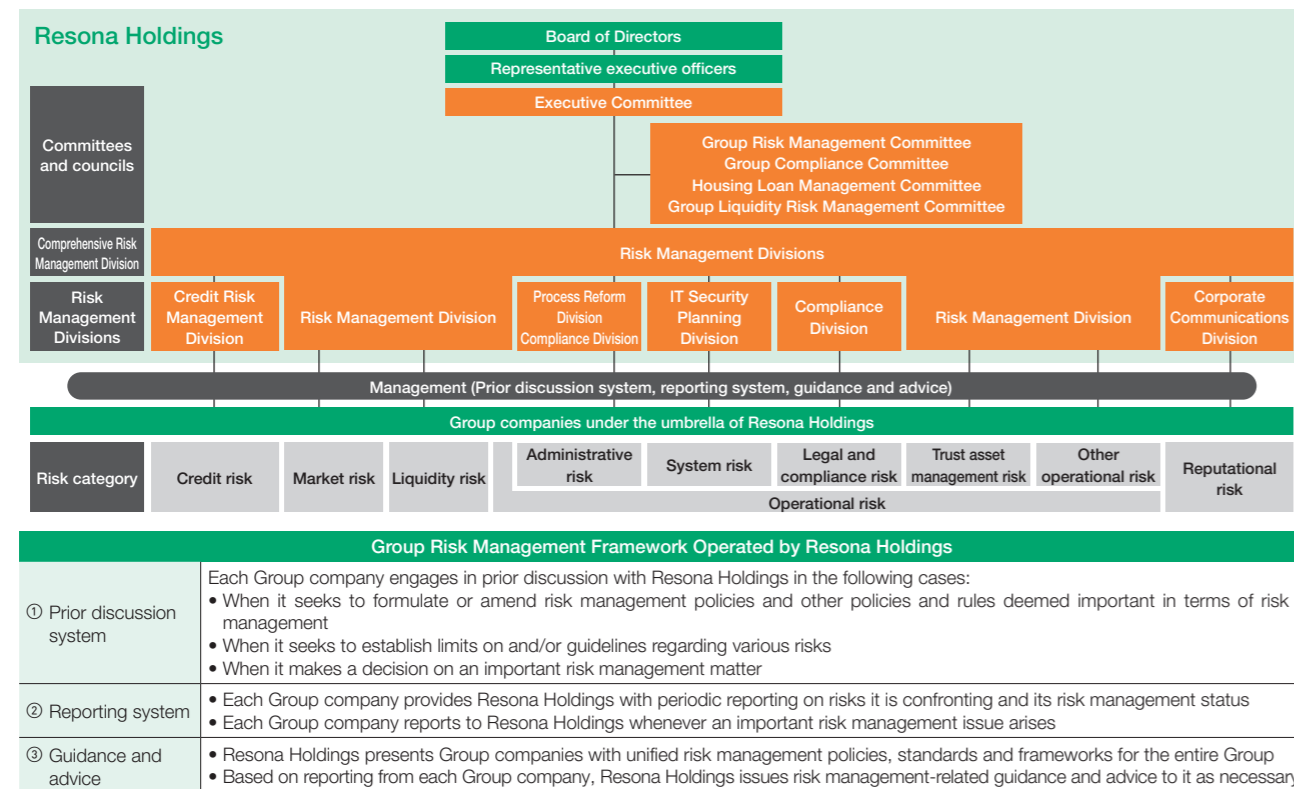 Resona Holdings
Board of Directors
Representative executive officers
Executive Committee
Committees
and councils
Group Risk Management Committee
Group Compliance Committee
Housing Loan Management Committee
Group Liquidity Risk Management Committee
Comprehensive Risk
Management Division
Risk Management Divisions
Risk
Management
Divisions
Credit Risk
Management
Division
Risk Management Division
Process Reform
Division
Compliance Division
IT Security
Planning
Division
Compliance
Division
Risk Management Division
Corporate
Communications
Division
Management (Prior discussion system, reporting system, guidance and advice)
Group companies under the umbrella of Resona Holdings
Risk category
Credit risk
Market risk
Liquidity risk
Administrative
risk
System risk
Legal and
compliance risk
Trust asset
management risk
Other
operational risk
Operational risk
Reputational
risk
Group Risk Management Framework Operated by Resona Holdings
① Prior discussion
system
Each Group company engages in prior discussion with Resona Holdings in the following cases:
• When it seeks to formulate or amend risk management policies and other policies and rules deemed important in terms of risk
management
• When it seeks to establish limits on and/or guidelines regarding various risks
• When it makes a decision on an important risk management matter
② Reporting system
• Each Group company provides Resona Holdings with periodic reporting on risks it is confronting and its risk management status
• Each Group company reports to Resona Holdings whenever an important risk management issue arises
③ Guidance and
advice
• Resona Holdings presents Group companies with unified risk management policies, standards and frameworks for the entire Group
• Based on reporting from each Group company, Resona Holdings issues risk management-related guidance and advice to it as necessary